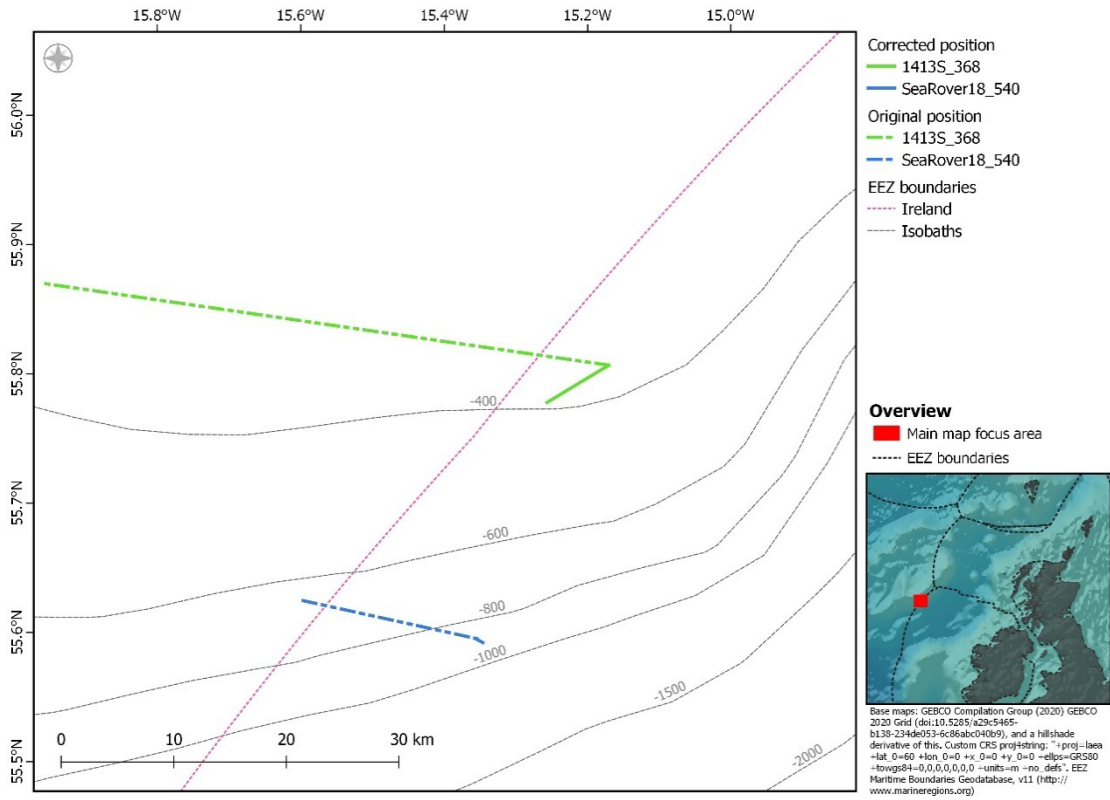 15.8°W 15.6°W 15.4°W 15.2°W 15.0°W
56.0°N
55.9°N
55.8°N
55.7°N
55.6°N
55.5°N
-400
-600
-800
-1000
-1500
-2000
0 10 20 30 km
Corrected position
1413S_368
SeaRover18_540
Original position
1413S_368
SeaRover18_540
EEZ boundaries
Ireland
Isobaths
Overview
Main map focus area
EEZ boundaries
Base maps: GEBCO Compilation Group (2020) GEBCO
2020 Grid (doi:10.5285/a29c5465-
b138-234de053-6c86abc040b9), and a hillshade
derivative of this. Custom CRS proj4string: "+proj=laea
+lat_0=60 +lon_0=0 +x_0=0 +y_0=0 +ellps=GRS80
+towgs84=0,0,0,0,0,0,0 +units=m +no_defs". EEZ
Maritime Boundaries Geodatabase, v11 (http://
www.marineregions.org)